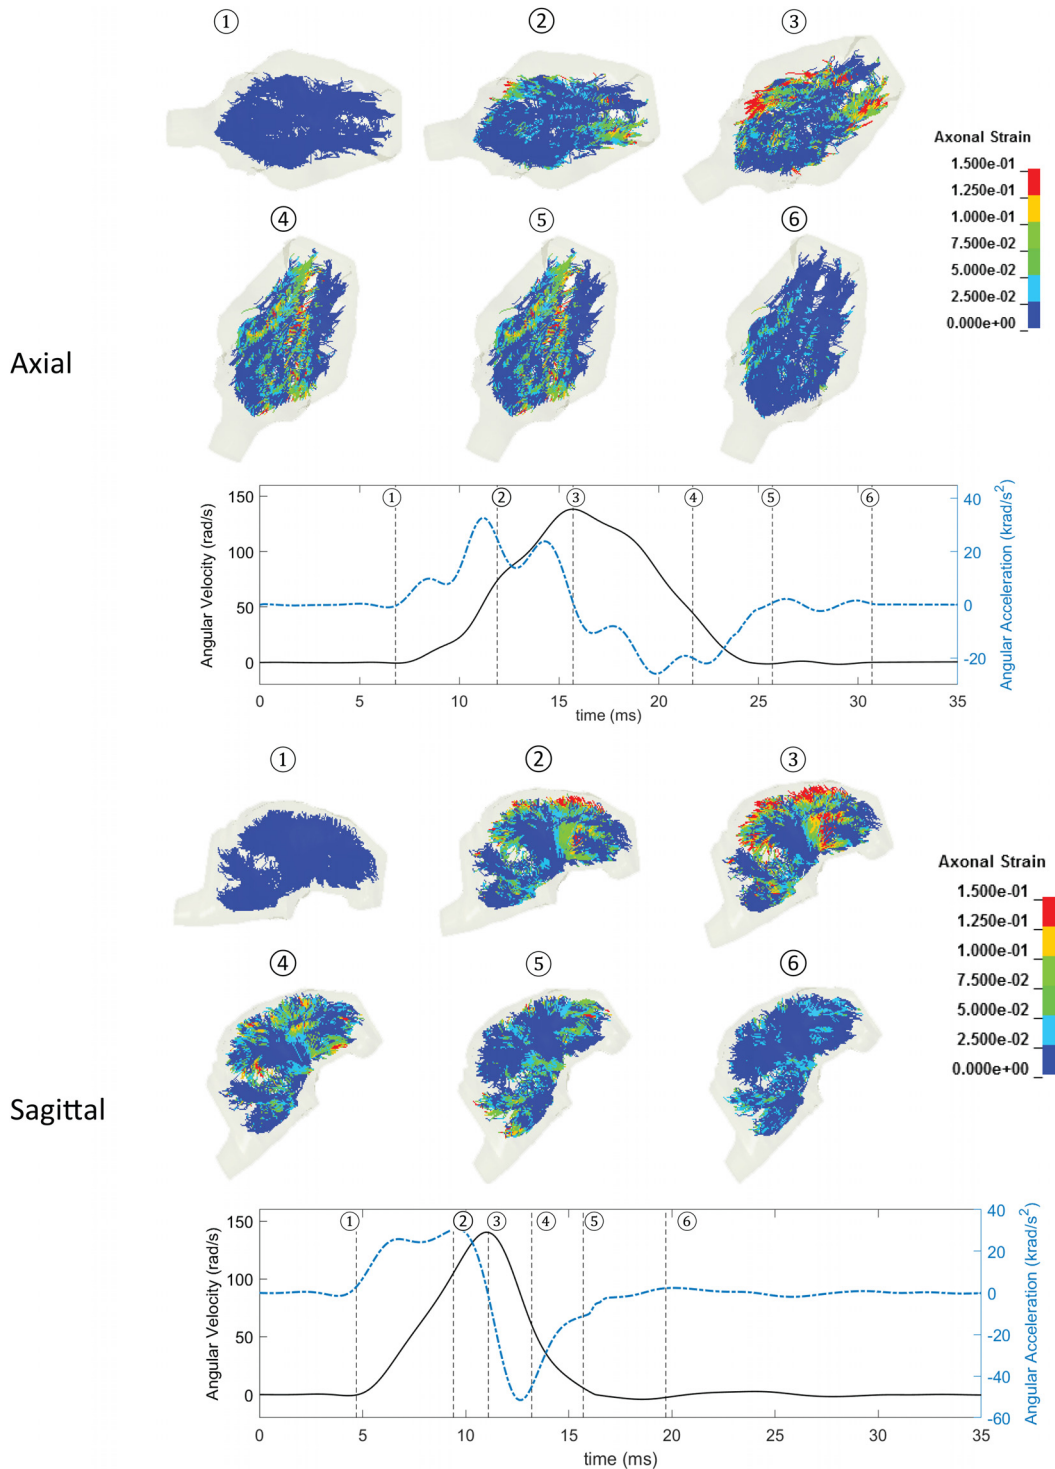 ① ② ③
Axonal Strain
1.500e-01
1.250e-01
1.000e-01
7.500e-02
5.000e-02
2.500e-02
0.000e+00
④ ⑤ ⑥
Axial
Angular Velocity (rad/s)
150
100
50
0
① ② ③ ④ ⑤ ⑥
40
20
0
-20
Angular Acceleration (krad/s²)
0 5 10 15 20 25 30 35
time (ms)
① ② ③
Axonal Strain
1.500e-01
1.250e-01
1.000e-01
7.500e-02
5.000e-02
2.500e-02
0.000e+00
④ ⑤ ⑥
Sagittal
Angular Velocity (rad/s)
150
100
50
0
① ② ③ ④ ⑤ ⑥
40
20
0
-20
-40
-60
Angular Acceleration (krad/s²)
0 5 10 15 20 25 30 35
time (ms)